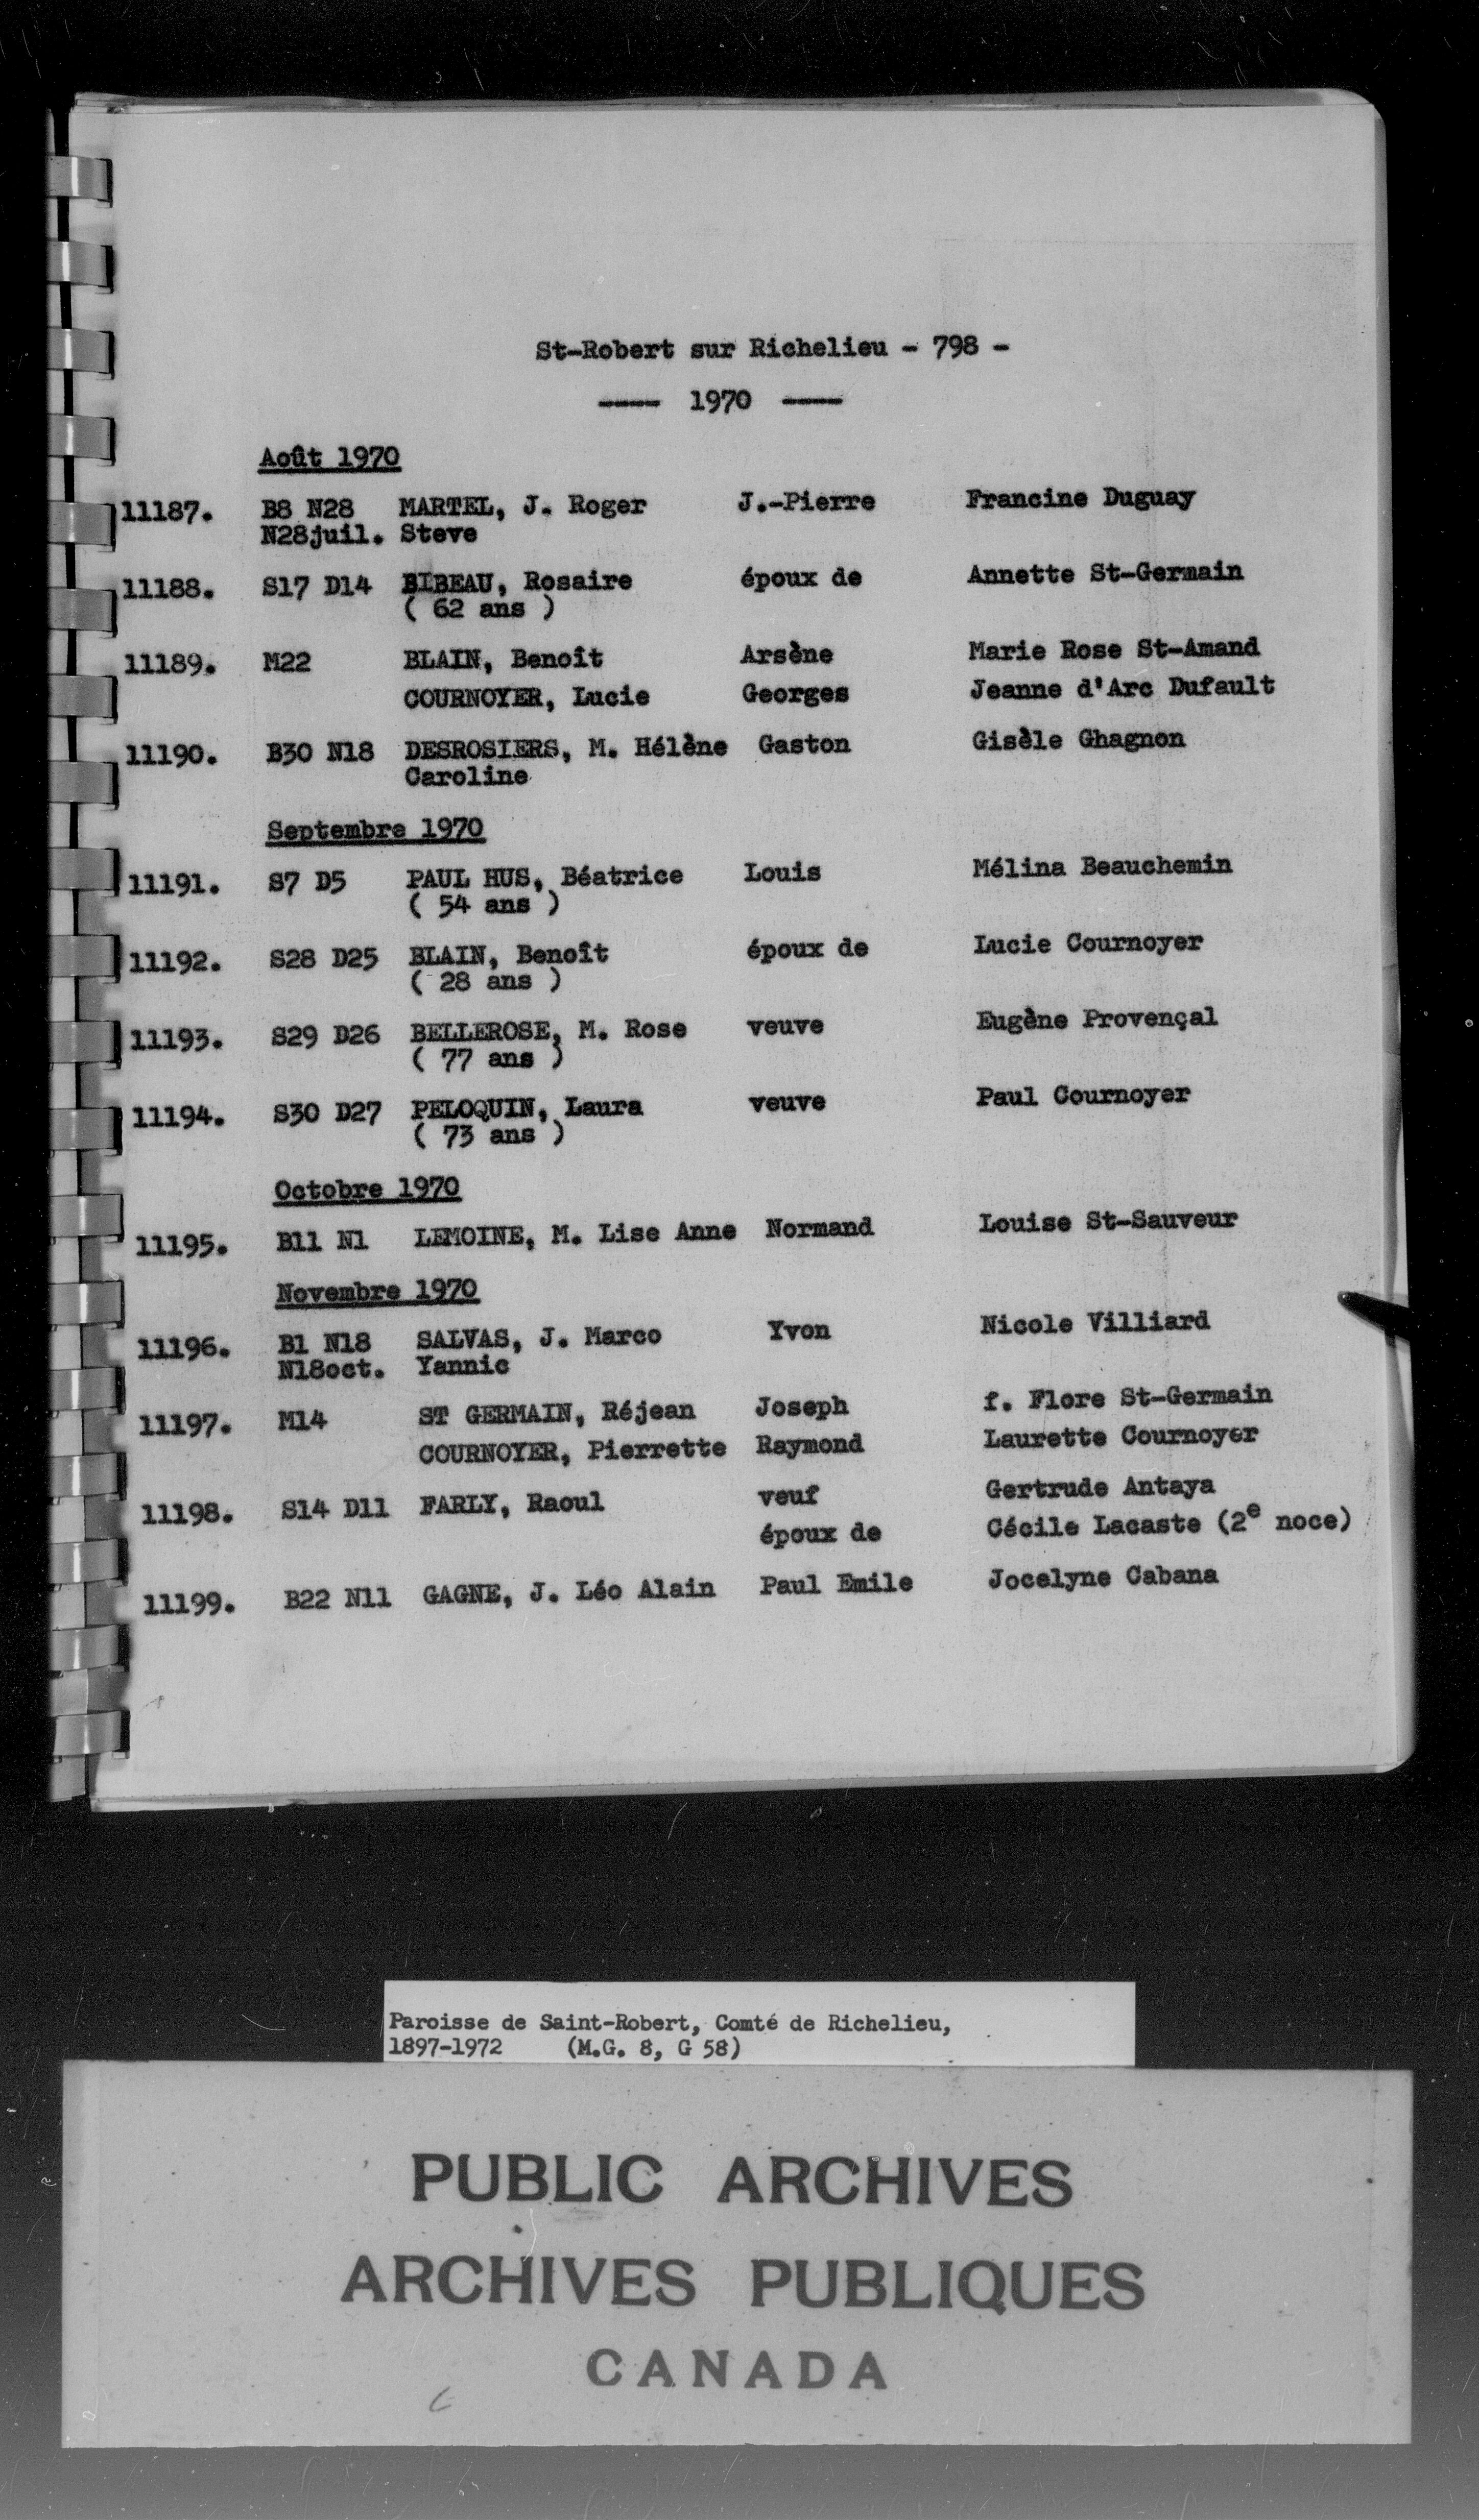 St-Robert sur Richelieu - 798 -
---- 1970 ----
Août 1970
11187. B8 N28 MARTEL, J. Roger J.-Pierre Francine Duguay
N28juil. Steve
11188. S17 D14 BIBEAU, Rosaire époux de Annette St-Germain
( 62 ans )
11189. M22 BLAIN, Benoît Arsène Marie Rose St-Amand
COURNOYER, Lucie Georges Jeanne d'Arc Dufault
11190. B30 N18 DESROSIERS, M. Hélène Gaston Gisèle Ghagnon
Caroline
Septembre 1970
11191. S7 D5 PAUL HUS, Béatrice Louis Mélina Beauchemin
( 54 ans )
11192. S28 D25 BLAIN, Benoît époux de Lucie Cournoyer
( 28 ans )
11193. S29 D26 BELLEROSE, M. Rose veuve Eugène Provençal
( 77 ans )
11194. S30 D27 PELOQUIN, Laura veuve Paul Cournoyer
( 73 ans )
Octobre 1970
11195. B11 N1 LEMOINE, M. Lise Anne Normand Louise St-Sauveur
Novembre 1970
11196. B1 N18 SALVAS, J. Marco Yvon Nicole Villiard
N18oct. Yannic
11197. M14 ST GERMAIN, Réjean Joseph f. Flore St-Germain
COURNOYER, Pierrette Raymond Laurette Cournoyer
11198. S14 D11 FARLY, Raoul veuf Gertrude Antaya
époux de Cécile Lacaste (2e noce)
11199. B22 N11 GAGNE, J. Léo Alain Paul Emile Jocelyne Cabana
Paroisse de Saint-Robert, Comté de Richelieu,
1897-1972 (M.G. 8, G 58)
PUBLIC ARCHIVES
ARCHIVES PUBLIQUES
CANADA